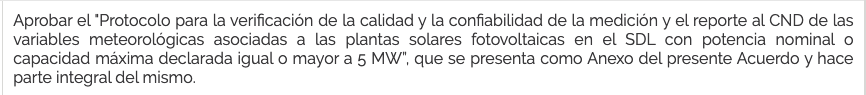 Aprobar el "Protocolo para la verificación de la calidad y la confiabilidad de la medición y el reporte al CND de las
variables meteorológicas asociadas a las plantas solares fotovoltaicas en el SDL con potencia nominal o
capacidad máxima declarada igual o mayor a 5 MW", que se presenta como Anexo del presente Acuerdo y hace
parte integral del mismo.